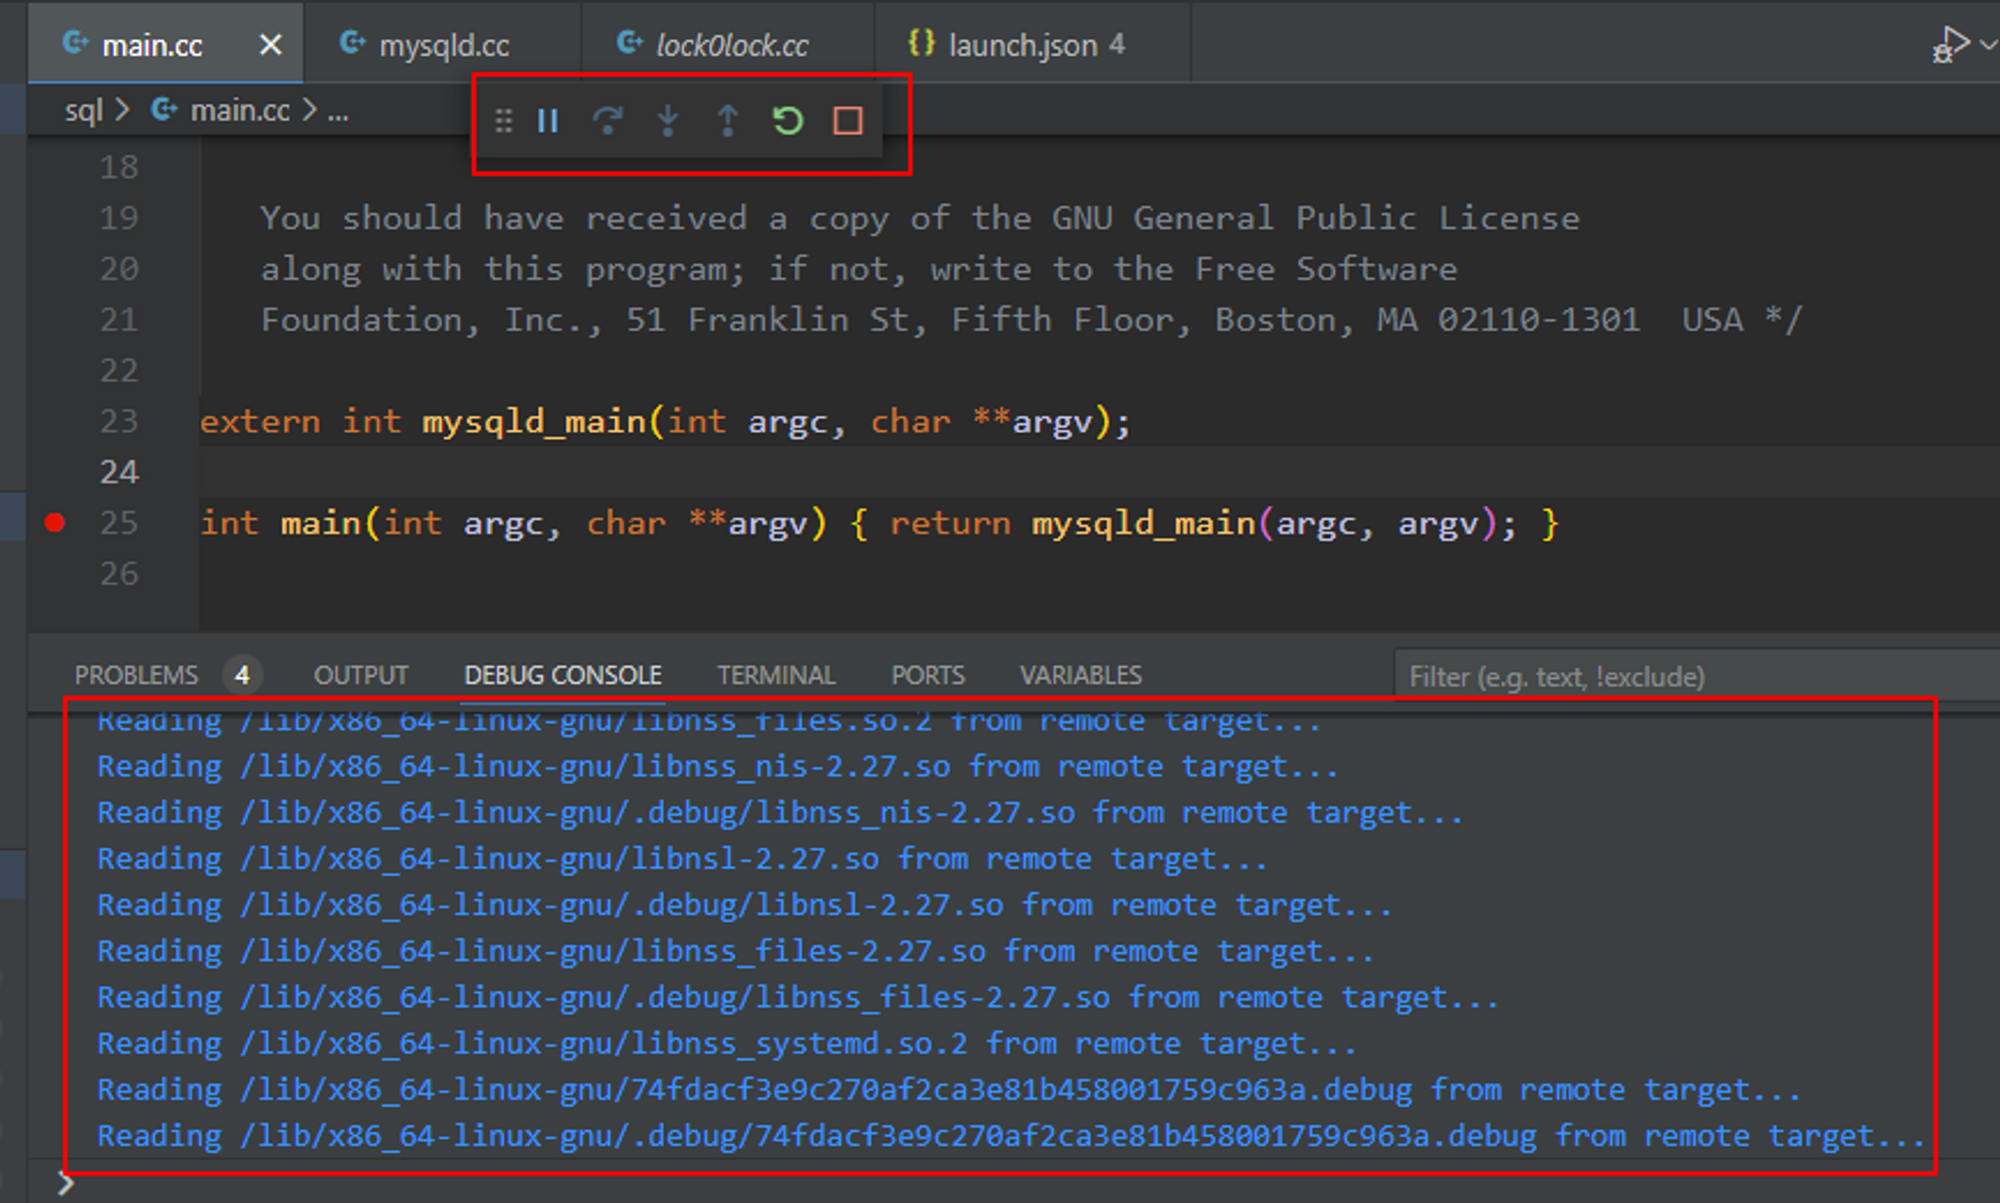 main.cc mysqld.cc lock0lock.cc {} launch.json 4
sql > main.cc > ...
18
19 You should have received a copy of the GNU General Public License
20 along with this program; if not, write to the Free Software
21 Foundation, Inc., 51 Franklin St, Fifth Floor, Boston, MA 02110-1301  USA */
22
23 extern int mysqld_main(int argc, char **argv);
24
25 int main(int argc, char **argv) { return mysqld_main(argc, argv); }
26
PROBLEMS 4 OUTPUT DEBUG CONSOLE TERMINAL PORTS VARIABLES Filter (e.g. text, !exclude)
Reading /lib/x86_64-linux-gnu/libnss_files.so.2 from remote target...
Reading /lib/x86_64-linux-gnu/libnss_nis-2.27.so from remote target...
Reading /lib/x86_64-linux-gnu/.debug/libnss_nis-2.27.so from remote target...
Reading /lib/x86_64-linux-gnu/libnsl-2.27.so from remote target...
Reading /lib/x86_64-linux-gnu/.debug/libnsl-2.27.so from remote target...
Reading /lib/x86_64-linux-gnu/libnss_files-2.27.so from remote target...
Reading /lib/x86_64-linux-gnu/.debug/libnss_files-2.27.so from remote target...
Reading /lib/x86_64-linux-gnu/libnss_systemd.so.2 from remote target...
Reading /lib/x86_64-linux-gnu/74fdacf3e9c270af2ca3e81b458001759c963a.debug from remote target...
Reading /lib/x86_64-linux-gnu/.debug/74fdacf3e9c270af2ca3e81b458001759c963a.debug from remote target...
>